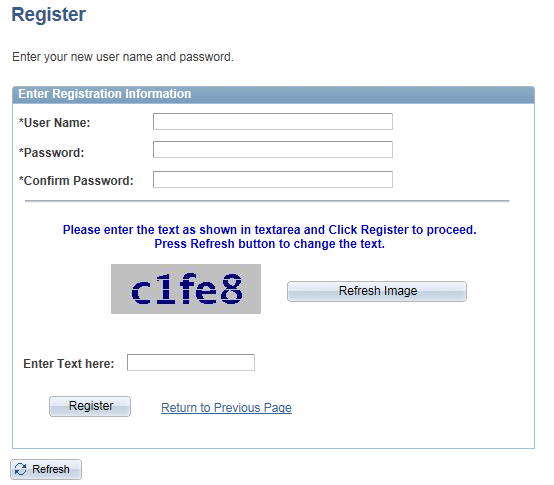 Register
Enter your new user name and password.
Enter Registration Information
*User Name:
*Password:
*Confirm Password:
Please enter the text as shown in textarea and Click Register to proceed.
Press Refresh button to change the text.
c1fe8
Refresh Image
Enter Text here:
Register
Return to Previous Page
Refresh